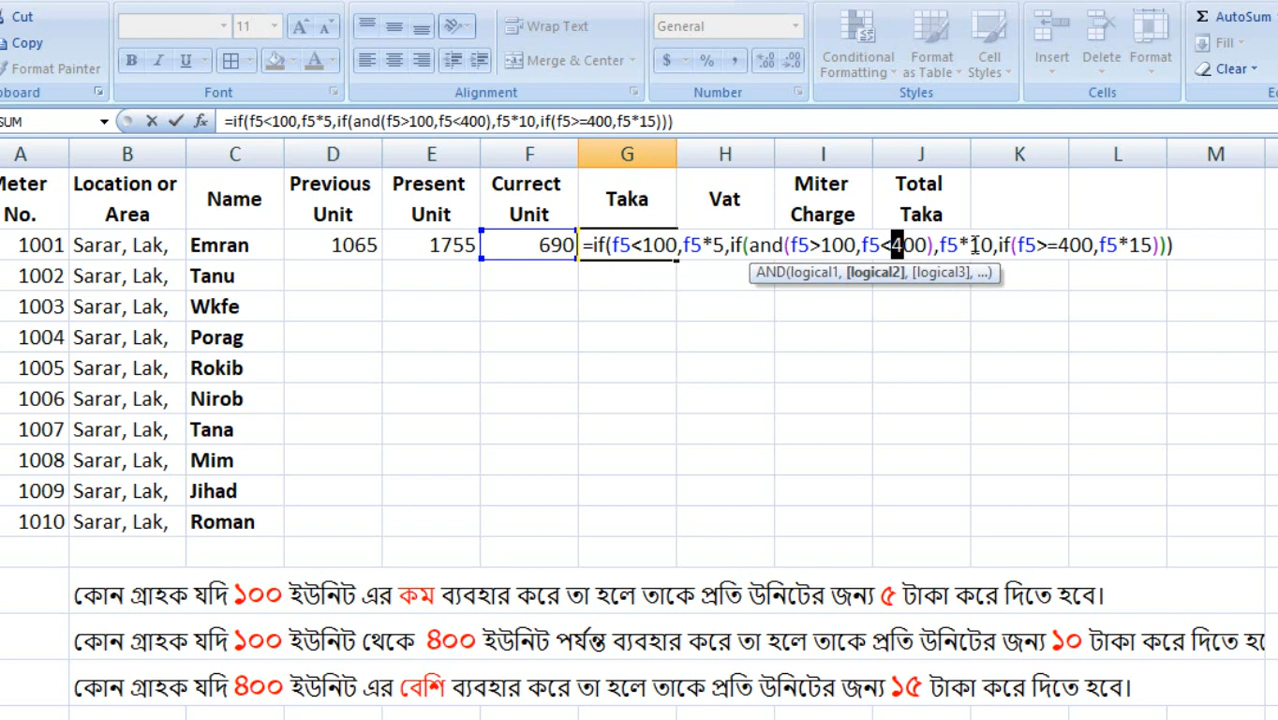 Cut
Copy
Format Painter
11
Wrap Text
Merge & Center
General
Conditional Formatting
Format as Table
Cell Styles
Insert
Delete
Format
Σ AutoSum
Fill
Clear
Font
Alignment
Number
Styles
Cells
=if(f5<100,f5*5,if(and(f5>100,f5<400),f5*10,if(f5>=400,f5*15)))
A B C D E F G H I J K L M
No. Location or Area Name Previous Unit Present Unit Currect Unit Taka Vat Miter Charge Total Taka
1001 Sarar, Lak, Emran 1065 1755 690 =if(f5<100,f5*5,if(and(f5>100,f5<400),f5*10,if(f5>=400,f5*15)))
AND(logical1, [logical2], [logical3], ...)
1002 Sarar, Lak, Tanu
1003 Sarar, Lak, Wkfe
1004 Sarar, Lak, Porag
1005 Sarar, Lak, Rokib
1006 Sarar, Lak, Nirob
1007 Sarar, Lak, Tana
1008 Sarar, Lak, Mim
1009 Sarar, Lak, Jihad
1010 Sarar, Lak, Roman
কোন গ্রাহক যদি ১০০ ইউনিট এর কম ব্যবহার করে তা হলে তাকে প্রতি উনিটের জন্য ৫ টাকা করে দিতে হবে।
কোন গ্রাহক যদি ১০০ ইউনিট থেকে ৪০০ ইউনিট পর্যন্ত ব্যবহার করে তা হলে তাকে প্রতি উনিটের জন্য ১০ টাকা করে দিতে
কোন গ্রাহক যদি ৪০০ ইউনিট এর বেশি ব্যবহার করে তা হলে তাকে প্রতি উনিটের জন্য ১৫ টাকা করে দিতে হবে।